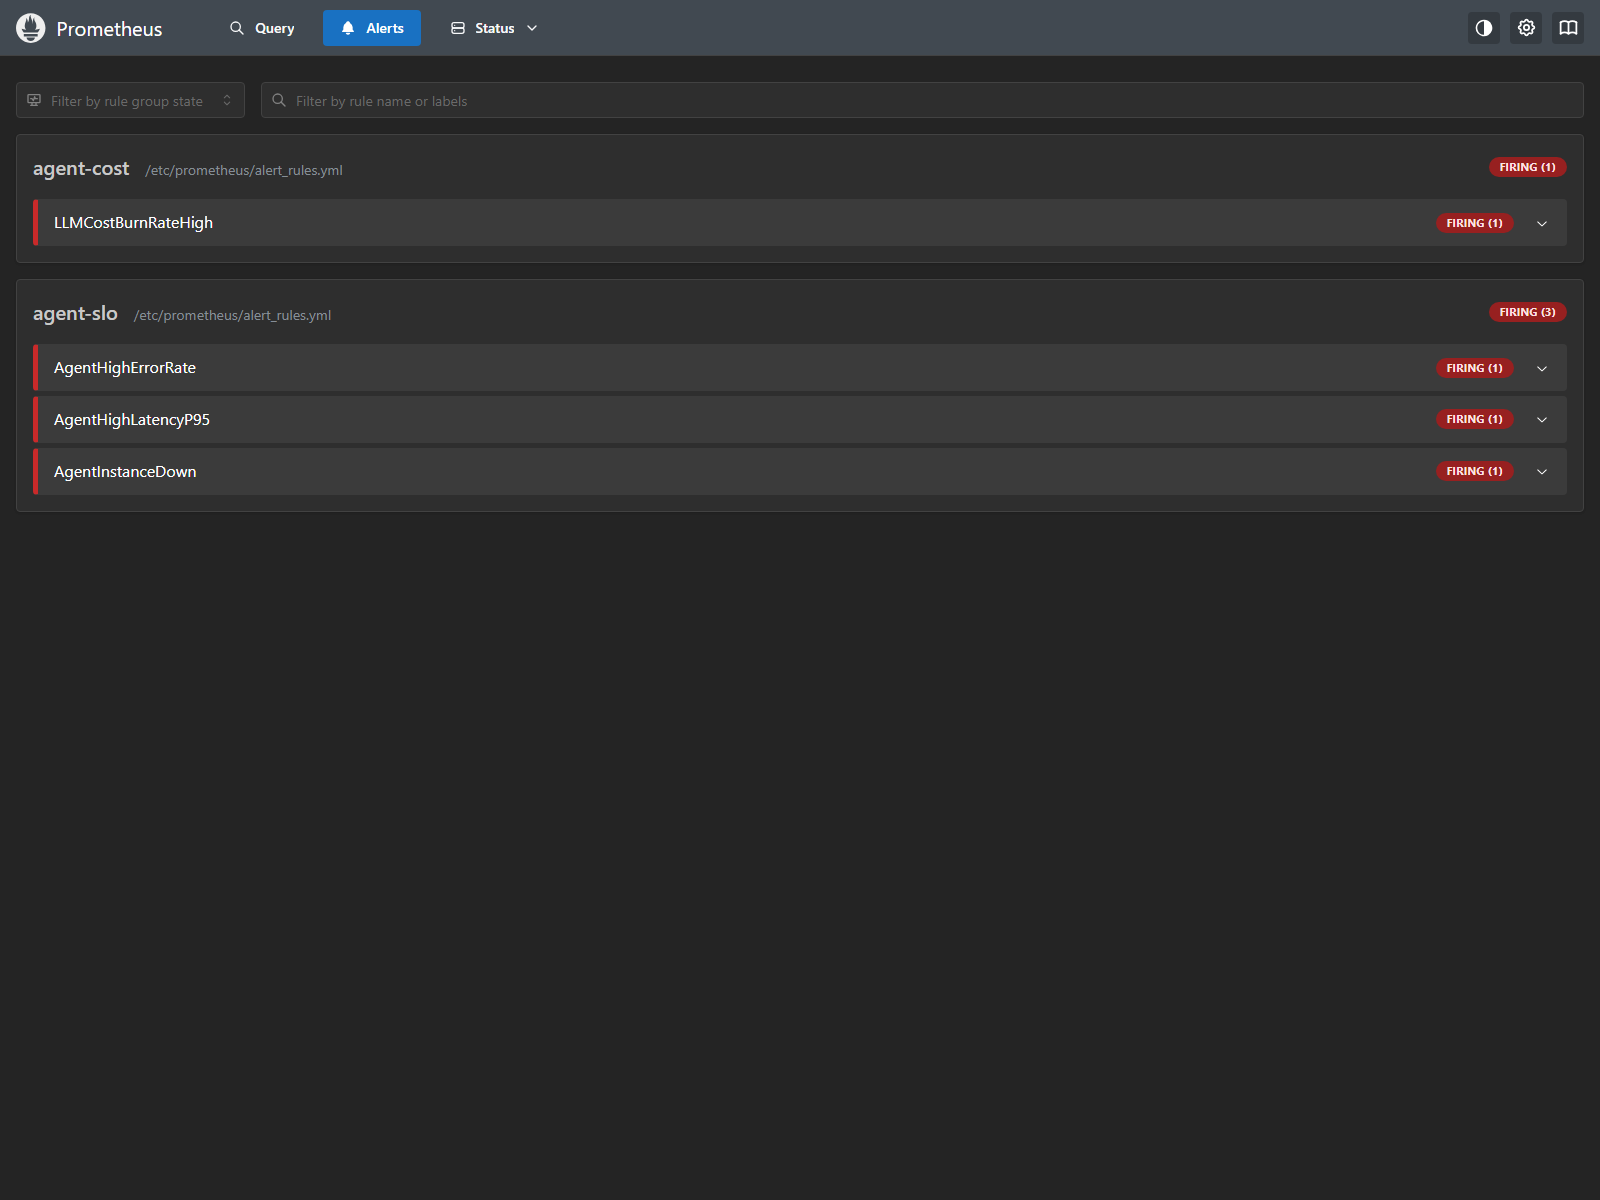 Prometheus Query Alerts Status
Filter by rule group state Filter by rule name or labels
agent-cost /etc/prometheus/alert_rules.yml FIRING (1)
LLMCostBurnRateHigh FIRING (1)
agent-slo /etc/prometheus/alert_rules.yml FIRING (3)
AgentHighErrorRate FIRING (1)
AgentHighLatencyP95 FIRING (1)
AgentInstanceDown FIRING (1)